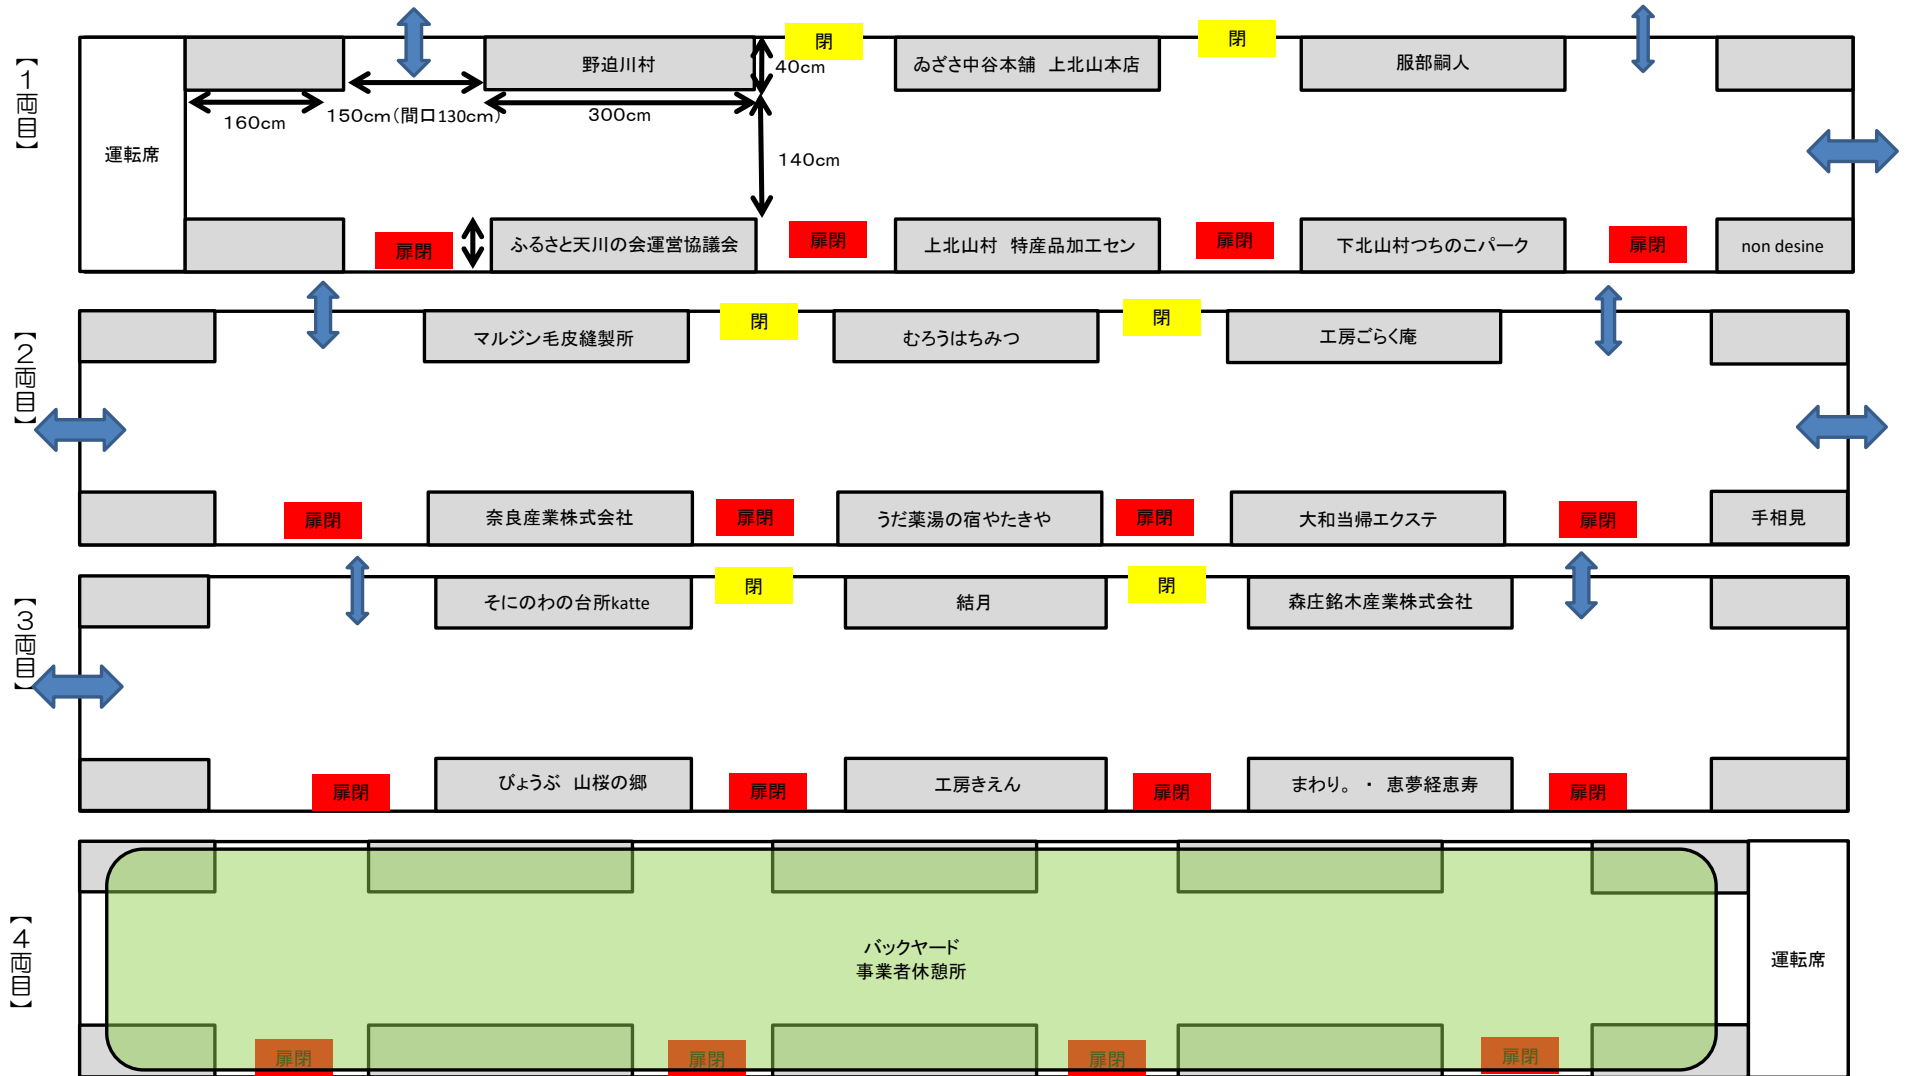 【1両目】
閉
閉
野迫川村
ゐざさ中谷本舗 上北山本店
服部嗣人
40cm
160cm
150cm(間口130cm)
300cm
運転席
140cm
扉閉
ふるさと天川の会運営協議会
扉閉
上北山村 特産品加工セン
扉閉
下北山村つちのこパーク
扉閉
non desine
【2両目】
マルジン毛皮縫製所
閉
むろうはちみつ
閉
工房ごらく庵
扉閉
奈良産業株式会社
扉閉
うだ薬湯の宿やたきや
扉閉
大和当帰エクステ
扉閉
手相見
【3両目】
そにのわの台所katte
閉
結月
閉
森庄銘木産業株式会社
扉閉
びょうぶ 山桜の郷
扉閉
工房きえん
扉閉
まわり。・恵夢経恵寿
扉閉
【4両目】
バックヤード
事業者休憩所
運転席
扉閉
扉閉
扉閉
扉閉